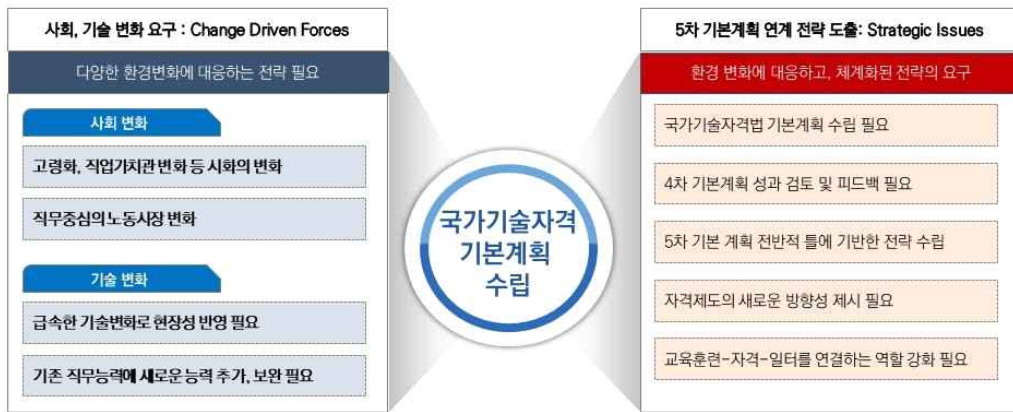 사회, 기술 변화 요구 : Change Driven Forces
다양한 환경변화에 대응하는 전략 필요
사회 변화
고령화, 직업가치관 변화 등 시화의 변화
직무중심의 노동시장 변화
기술 변화
급속한 기술변화로 현장성 반영 필요
기존 직무능력에 새로운 능력 추가, 보완 필요
국가기술자격
기본계획
수립
5차 기본계획 연계 전략 도출: Strategic Issues
환경 변화에 대응하고, 체계화된 전략의 요구
국가기술자격법 기본계획 수립 필요
4차 기본계획 성과 검토 및 피드백 필요
5차 기본 계획 전반적 틀에 기반한 전략 수립
자격제도의 새로운 방향성 제시 필요
교육훈련-자격-일터를 연결하는 역할 강화 필요